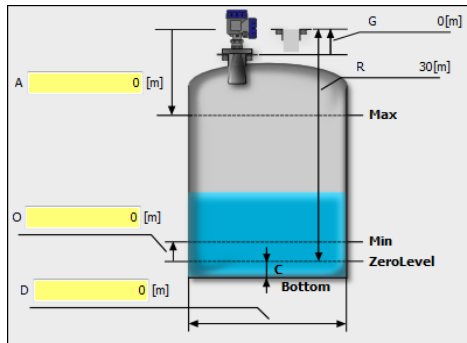 G 0[m]
R 30[m]
A 0 [m]
Max
O 0 [m]
Min
ZeroLevel
C
D 0 [m]
Bottom